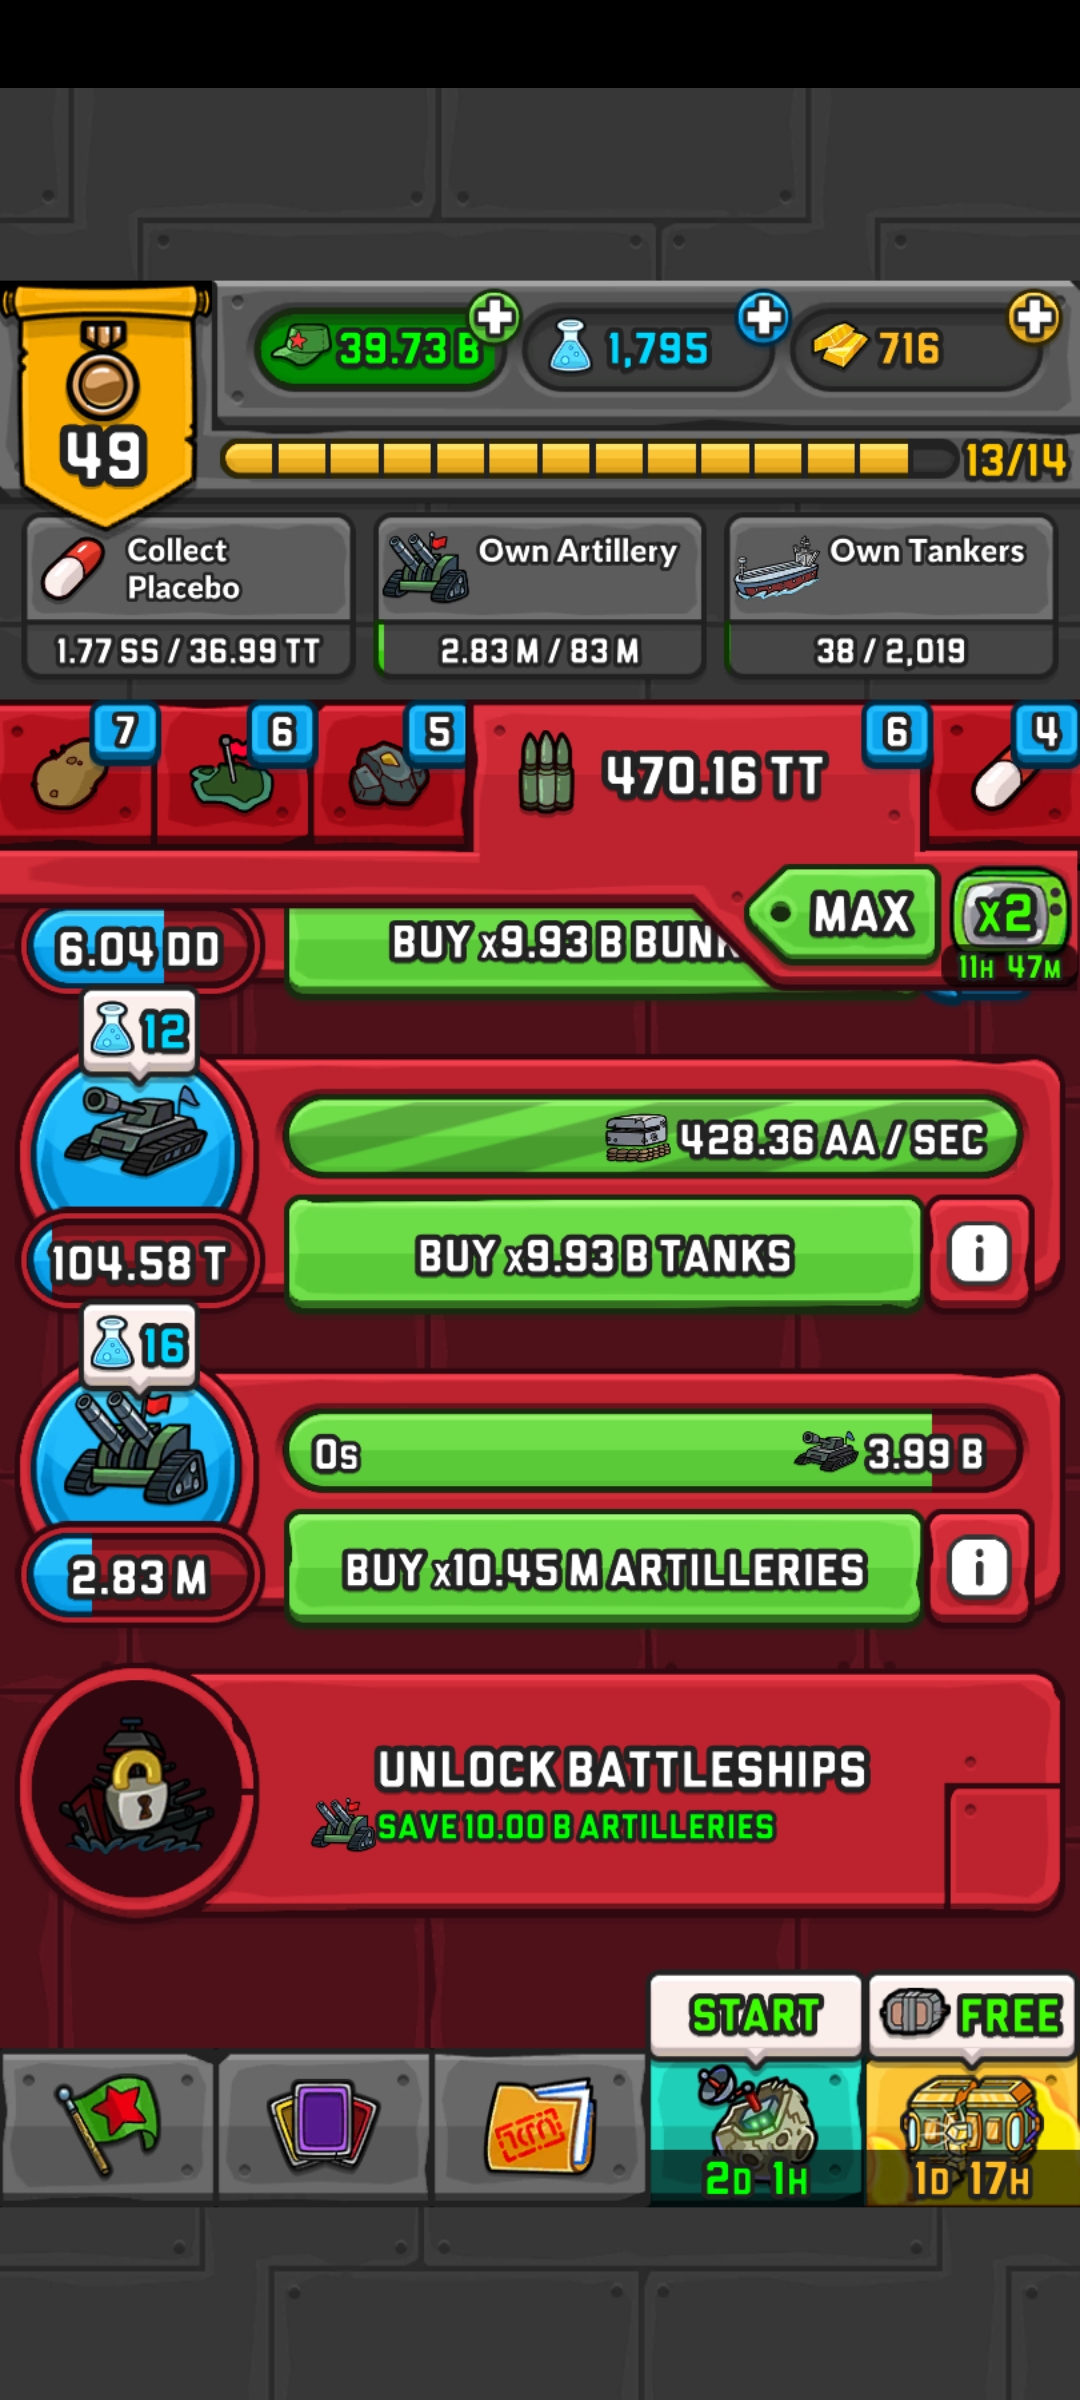 39.73 B
1,795
716
49
13/14
Collect
Placebo
Own Artillery
Own Tankers
1.77 SS / 36.99 TT
2.83 M / 83 M
38 / 2,019
7
6
5
470.16 TT
6
4
MAX
x2
11H 47M
6.04 DD
BUY x9.93 B
12
428.36 AA / SEC
BUY x9.93 B TANKS
i
104.58 T
16
0s
3.99 B
BUY x10.45 M ARTILLERIES
i
2.83 M
UNLOCK BATTLESHIPS
SAVE 10.00 B ARTILLERIES
START
FREE
2D 1H
1D 17H